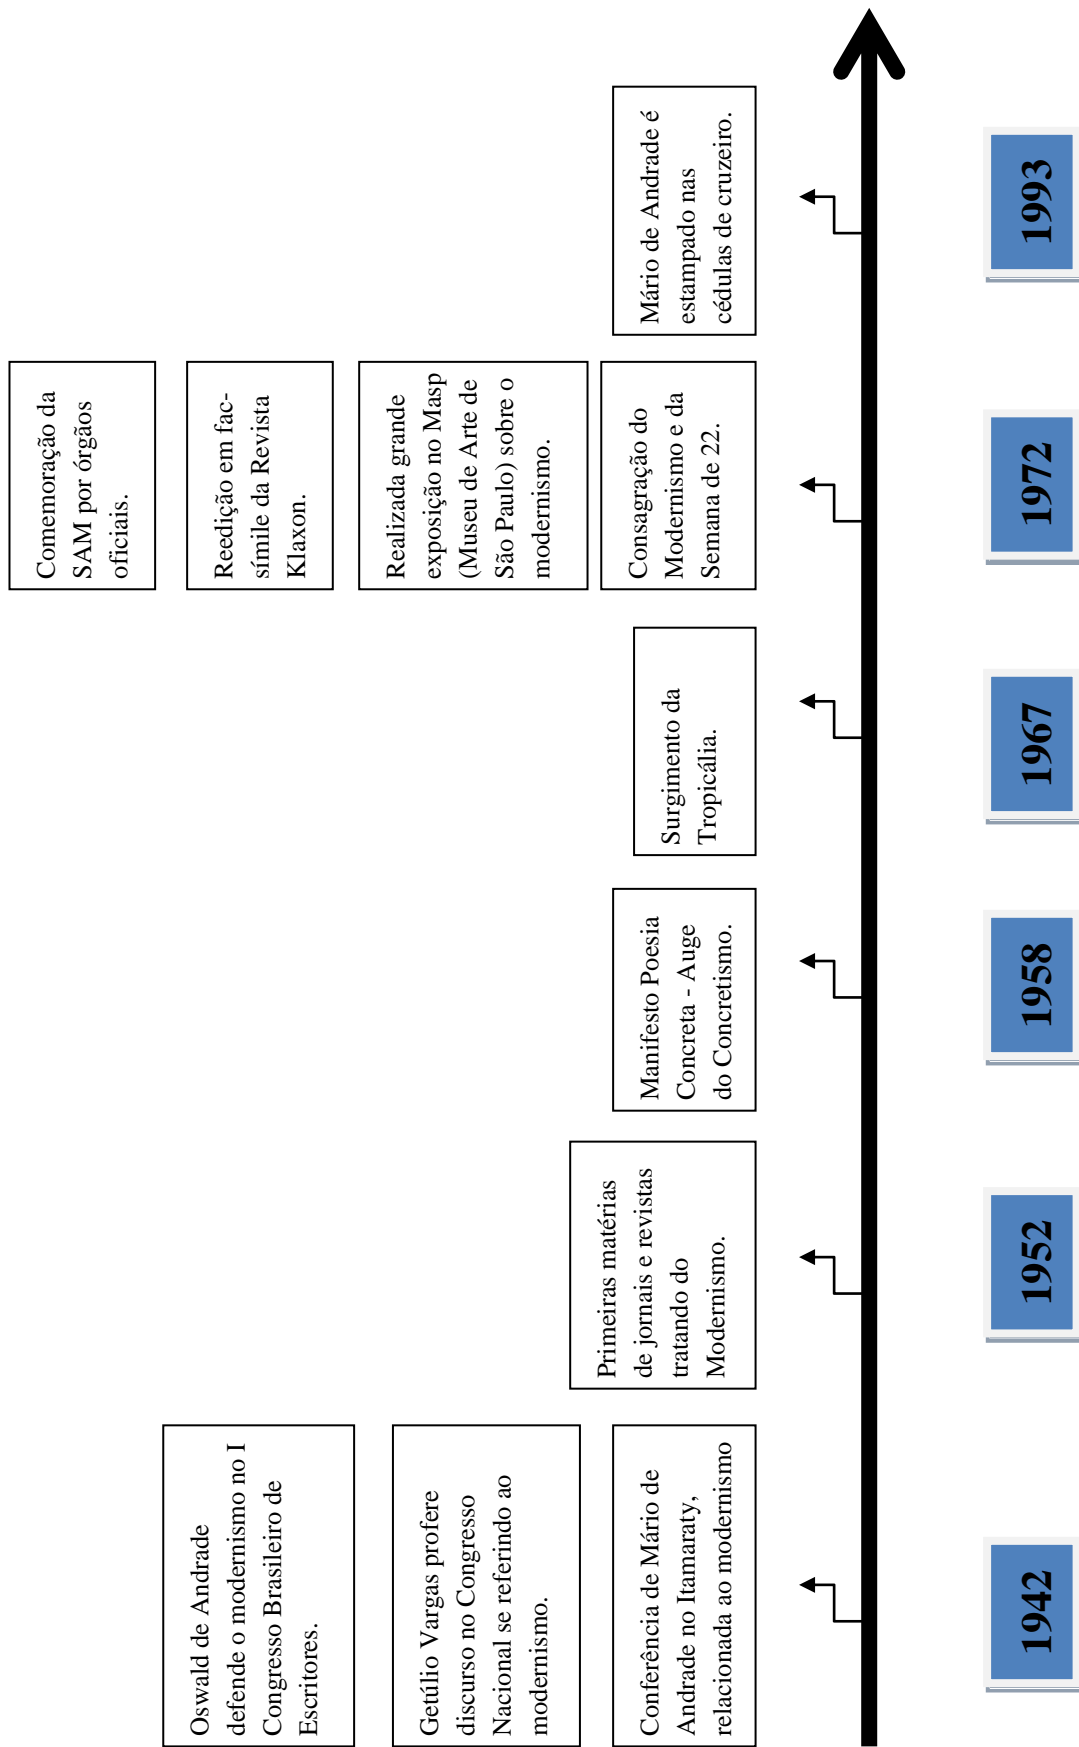 Oswald de Andrade
defende o modernismo no I
Congresso Brasileiro de
Escritores.
Getúlio Vargas profere
discurso no Congresso
Nacional se referindo ao
modernismo.
Conferência de Mário de
Andrade no Itamaraty,
relacionada ao modernismo
1942
Primeiras matérias
de jornais e revistas
tratando do
Modernismo.
1952
Manifesto Poesia
Concreta - Auge
do Concretismo.
1958
Surgimento da
Tropicália.
1967
Comemoração da
SAM por órgãos
oficiais.
Reedição em fac-
símile da Revista
Klaxon.
Realizada grande
exposição no Masp
(Museu de Arte de
São Paulo) sobre o
modernismo.
Consagração do
Modernismo e da
Semana de 22.
1972
Mário de Andrade é
estampado nas
cédulas de cruzeiro.
1993